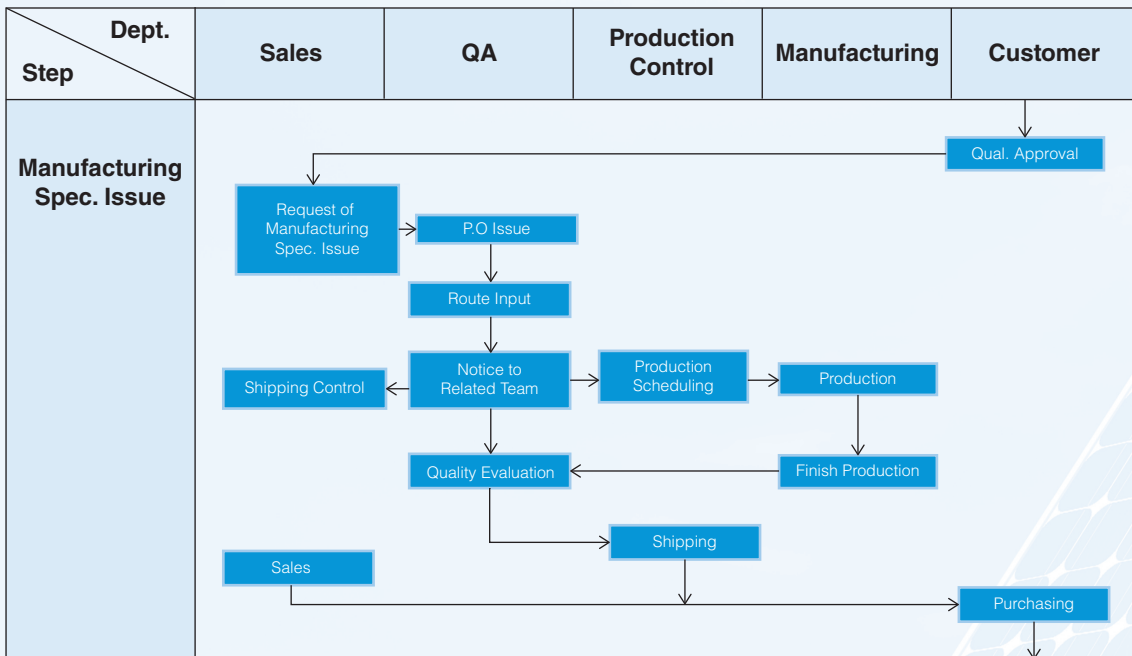 Dept.
Step
Sales
QA
Production
Control
Manufacturing
Customer
Manufacturing
Spec. Issue
Qual. Approval
Request of
Manufacturing
Spec. Issue
P.O Issue
Route Input
Shipping Control
Notice to
Related Team
Production
Scheduling
Production
Quality Evaluation
Finish Production
Shipping
Sales
Purchasing